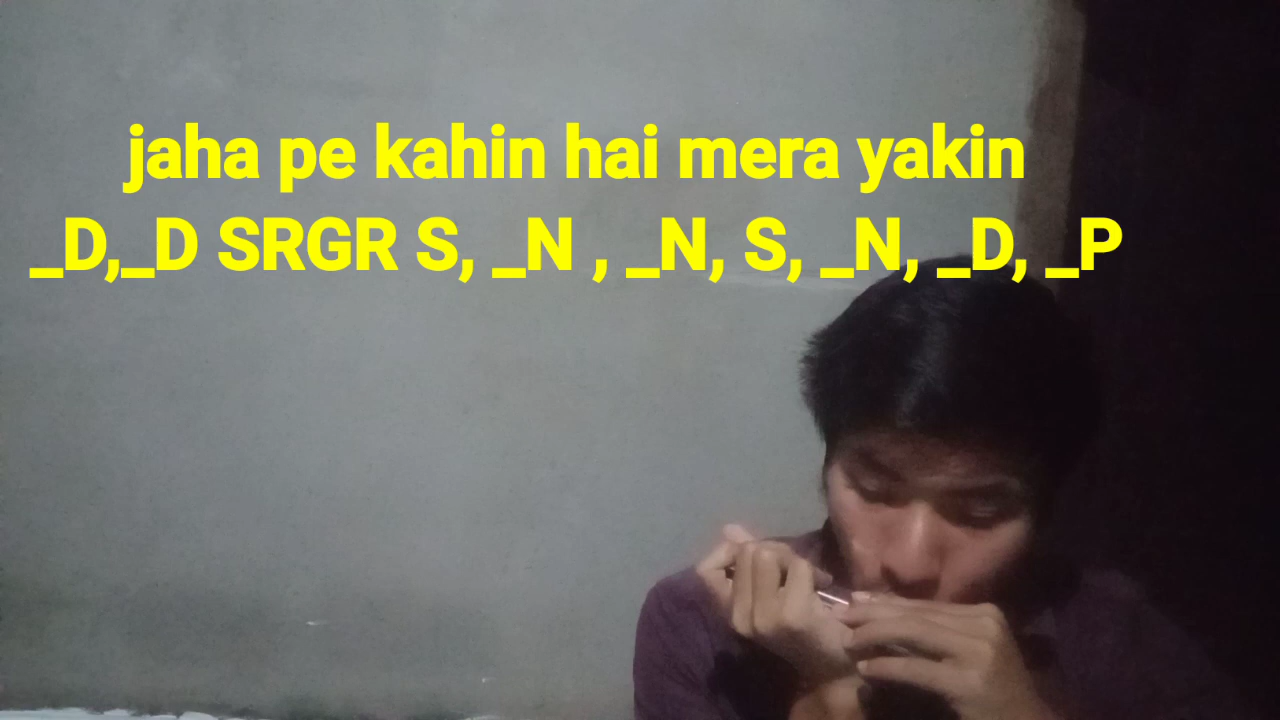 jaha pe kahin hai mera yakin
_D,_D SRGR S, _N , _N, S, _N, _D, _P